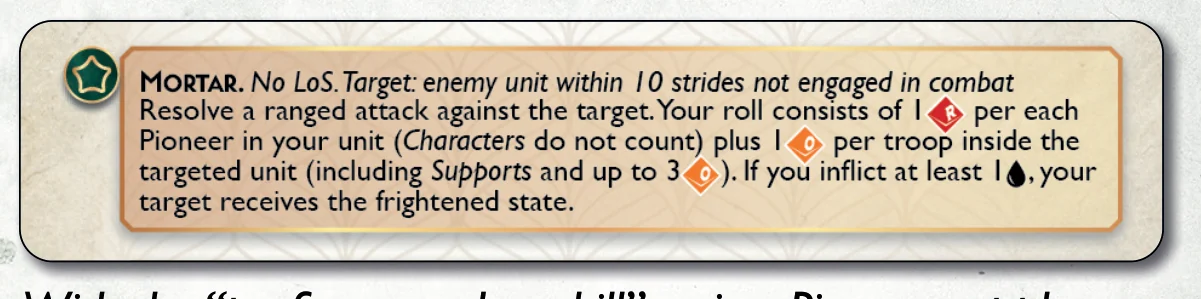 MORTAR. No LoS. Target: enemy unit within 10 strides not engaged in combat
Resolve a ranged attack against the target. Your roll consists of 1 R per each
Pioneer in your unit (Characters do not count) plus 1 O per troop inside the
targeted unit (including Supports and up to 3 O). If you inflict at least 1, your
target receives the frightened state.